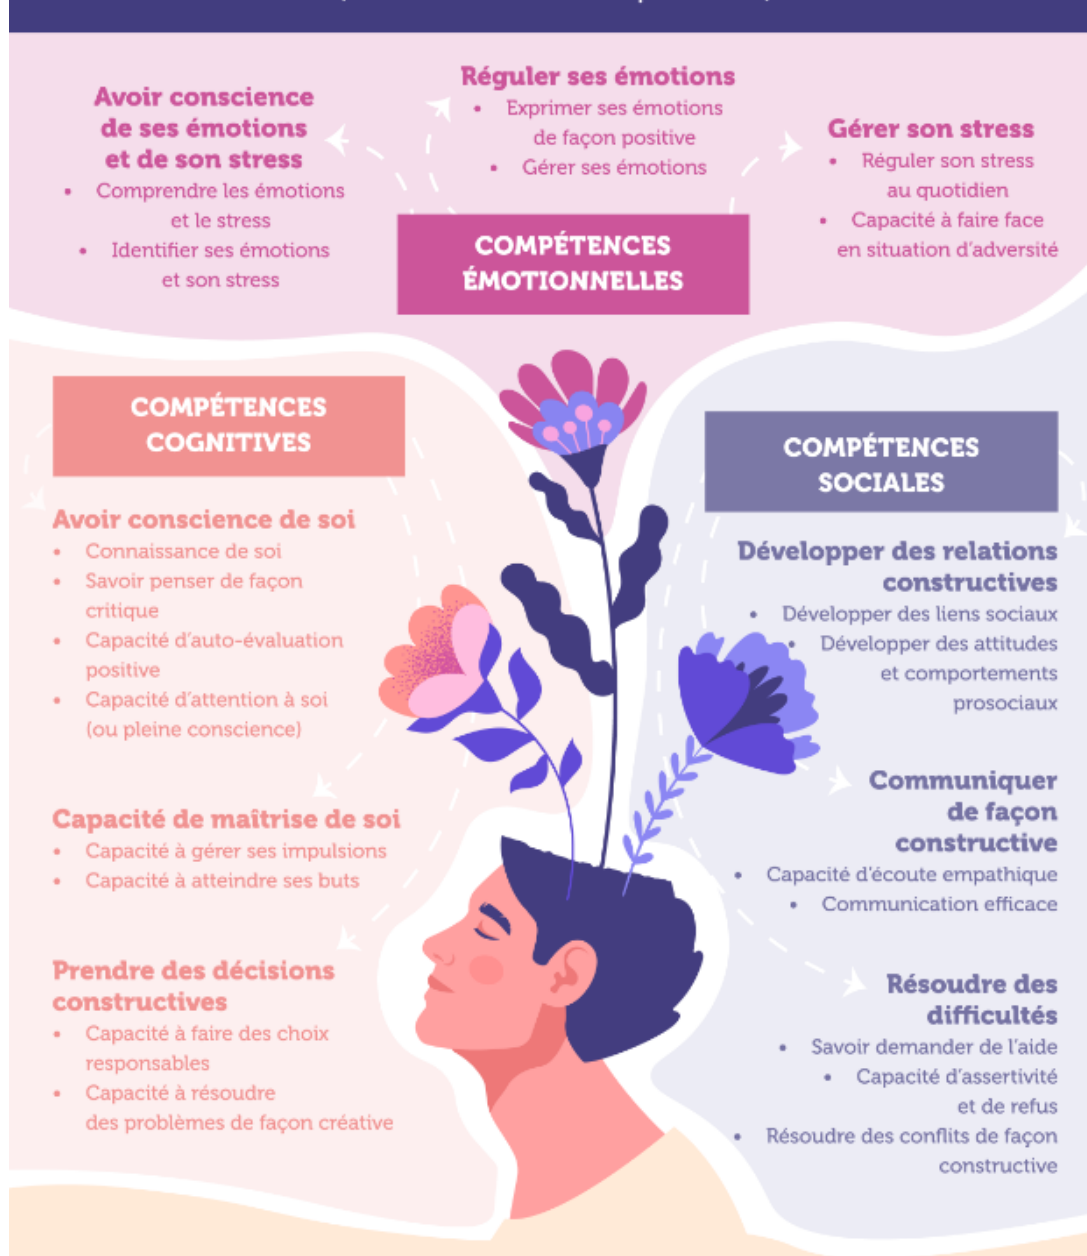 Avoir conscience
de ses émotions
et de son stress
• Comprendre les émotions
et le stress
• Identifier ses émotions
et son stress
Réguler ses émotions
• Exprimer ses émotions
de façon positive
• Gérer ses émotions
Gérer son stress
• Réguler son stress
au quotidien
• Capacité à faire face
en situation d'adversité
COMPÉTENCES
ÉMOTIONNELLES
COMPÉTENCES
COGNITIVES
Avoir conscience de soi
• Connaissance de soi
• Savoir penser de façon
critique
• Capacité d'auto-évaluation
positive
• Capacité d'attention à soi
(ou pleine conscience)
Capacité de maîtrise de soi
• Capacité à gérer ses impulsions
• Capacité à atteindre ses buts
Prendre des décisions
constructives
• Capacité à faire des choix
responsables
• Capacité à résoudre
des problèmes de façon créative
COMPÉTENCES
SOCIALES
Développer des relations
constructives
• Développer des liens sociaux
• Développer des attitudes
et comportements
prosociaux
Communiquer
de façon
constructive
• Capacité d'écoute empathique
• Communication efficace
Résoudre des
difficultés
• Savoir demander de l'aide
• Capacité d'assertivité
et de refus
• Résoudre des conflits de façon
constructive